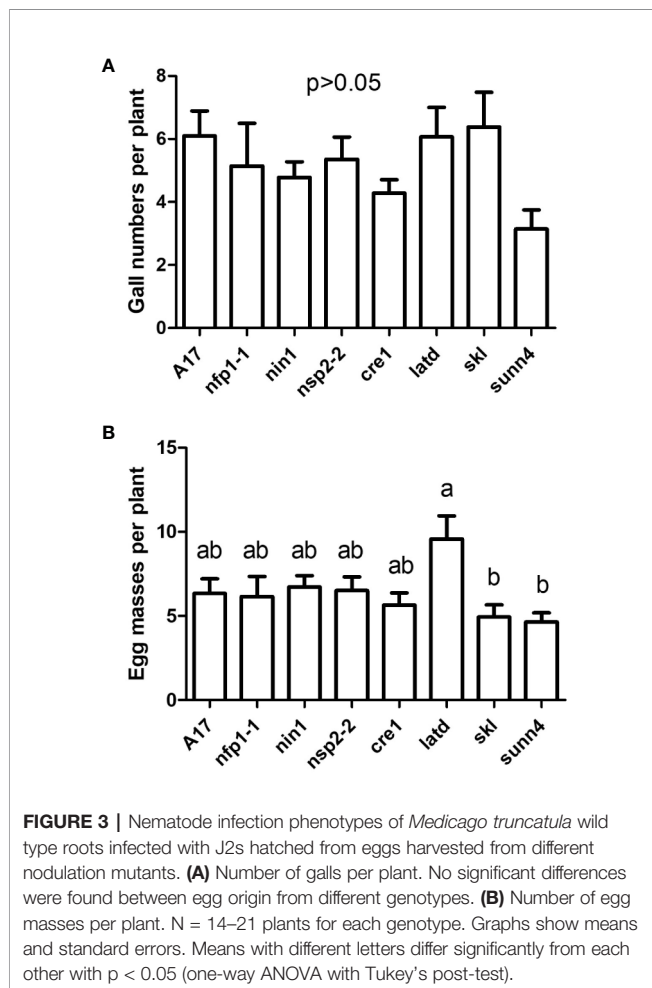 A
p>0.05
Gall numbers per plant
8
6
4
2
0
A17 nfp1-1 nin1 nsp2-2 cre1 latd skl sunn4
B
Egg masses per plant
15
10
5
0
ab ab ab ab ab a b b
A17 nfp1-1 nin1 nsp2-2 cre1 latd skl sunn4
FIGURE 3 | Nematode infection phenotypes of Medicago truncatula wild
type roots infected with J2s hatched from eggs harvested from different
nodulation mutants. (A) Number of galls per plant. No significant differences
were found between egg origin from different genotypes. (B) Number of egg
masses per plant. N = 14–21 plants for each genotype. Graphs show means
and standard errors. Means with different letters differ significantly from each
other with p < 0.05 (one-way ANOVA with Tukey's post-test).